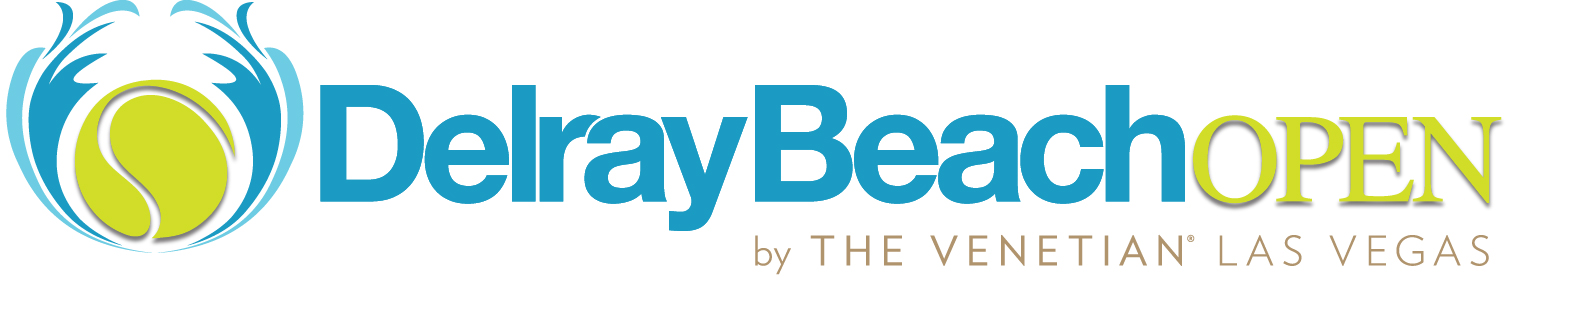 DelrayBeachOPEN
by THE VENETIAN® LAS VEGAS